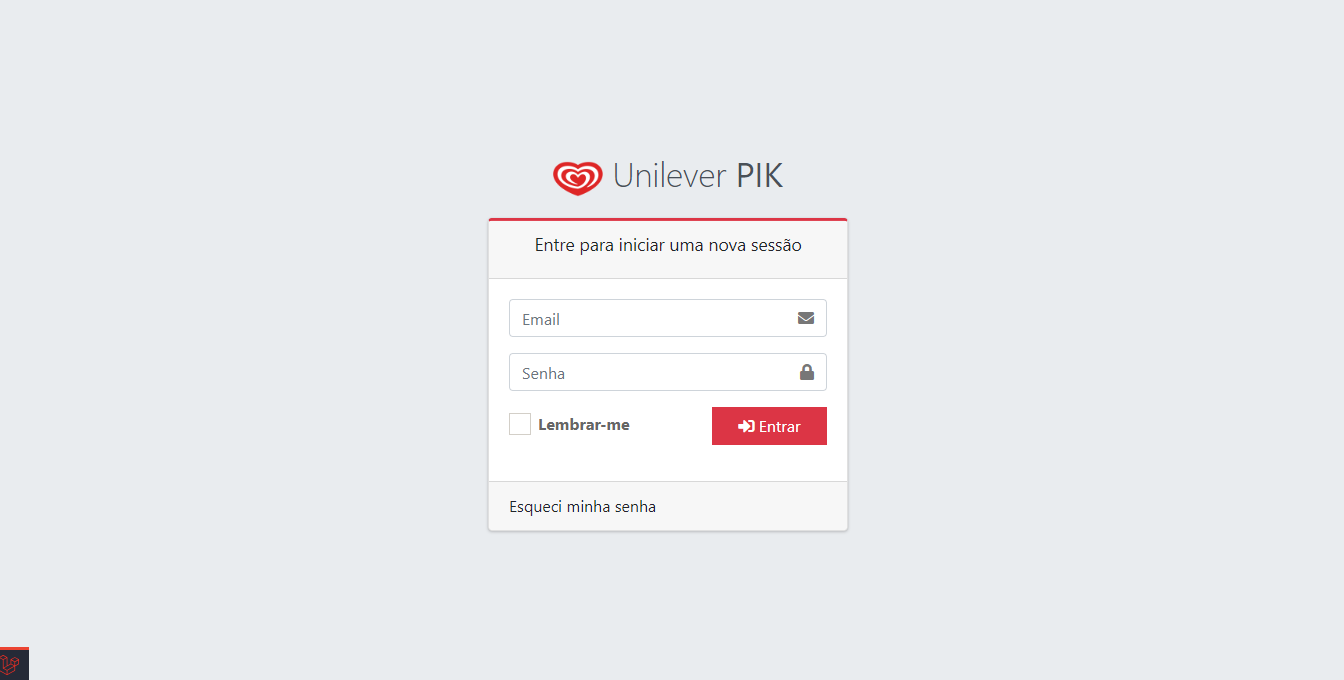 Unilever PIK
Entre para iniciar uma nova sessão
Email
Senha
Lembrar-me
Entrar
Esqueci minha senha